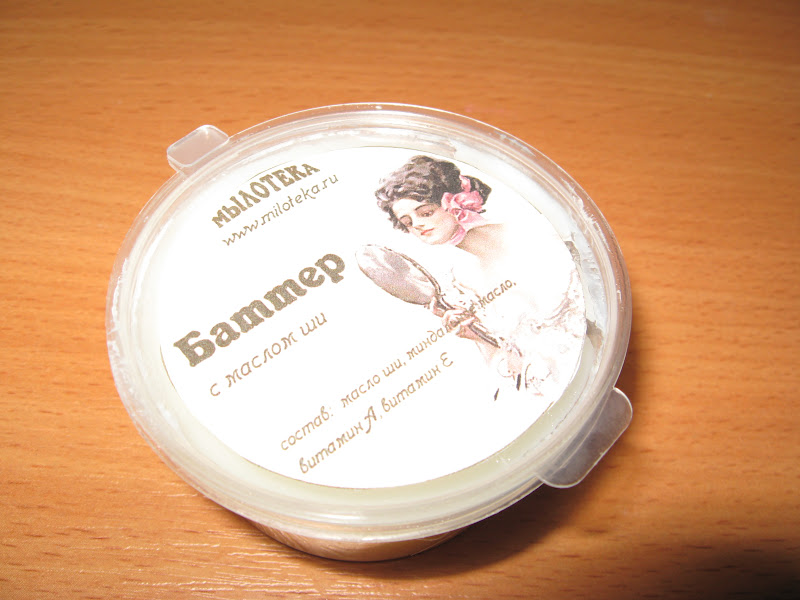 МЫЛОТЕКА
www.miloteka.ru
Баттер
с маслом ши
состав: масло ши, миндальное масло,
витамин А, витамин Е